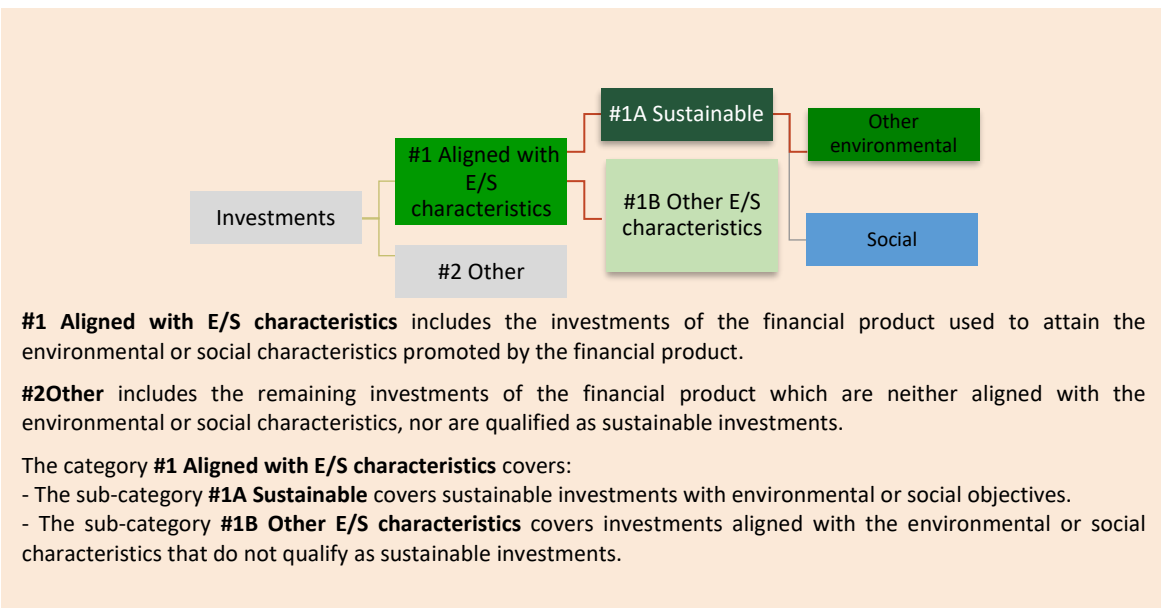 #1A Sustainable
Other
environmental
#1 Aligned with
E/S
characteristics
#1B Other E/S
characteristics
Investments
Social
#2 Other
#1 Aligned with E/S characteristics includes the investments of the financial product used to attain the
environmental or social characteristics promoted by the financial product.
#2Other includes the remaining investments of the financial product which are neither aligned with the
environmental or social characteristics, nor are qualified as sustainable investments.
The category #1 Aligned with E/S characteristics covers:
- The sub-category #1A Sustainable covers sustainable investments with environmental or social objectives.
- The sub-category #1B Other E/S characteristics covers investments aligned with the environmental or social
characteristics that do not qualify as sustainable investments.